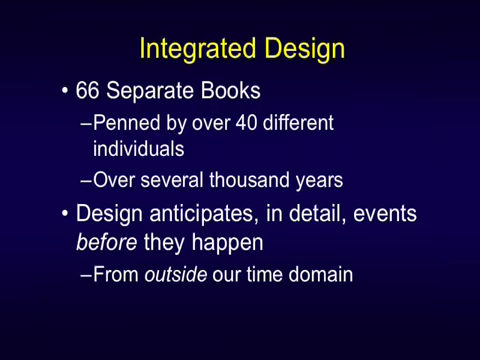 Integrated Design
• 66 Separate Books
–Penned by over 40 different
individuals
–Over several thousand years
• Design anticipates, in detail, events
before they happen
–From outside our time domain